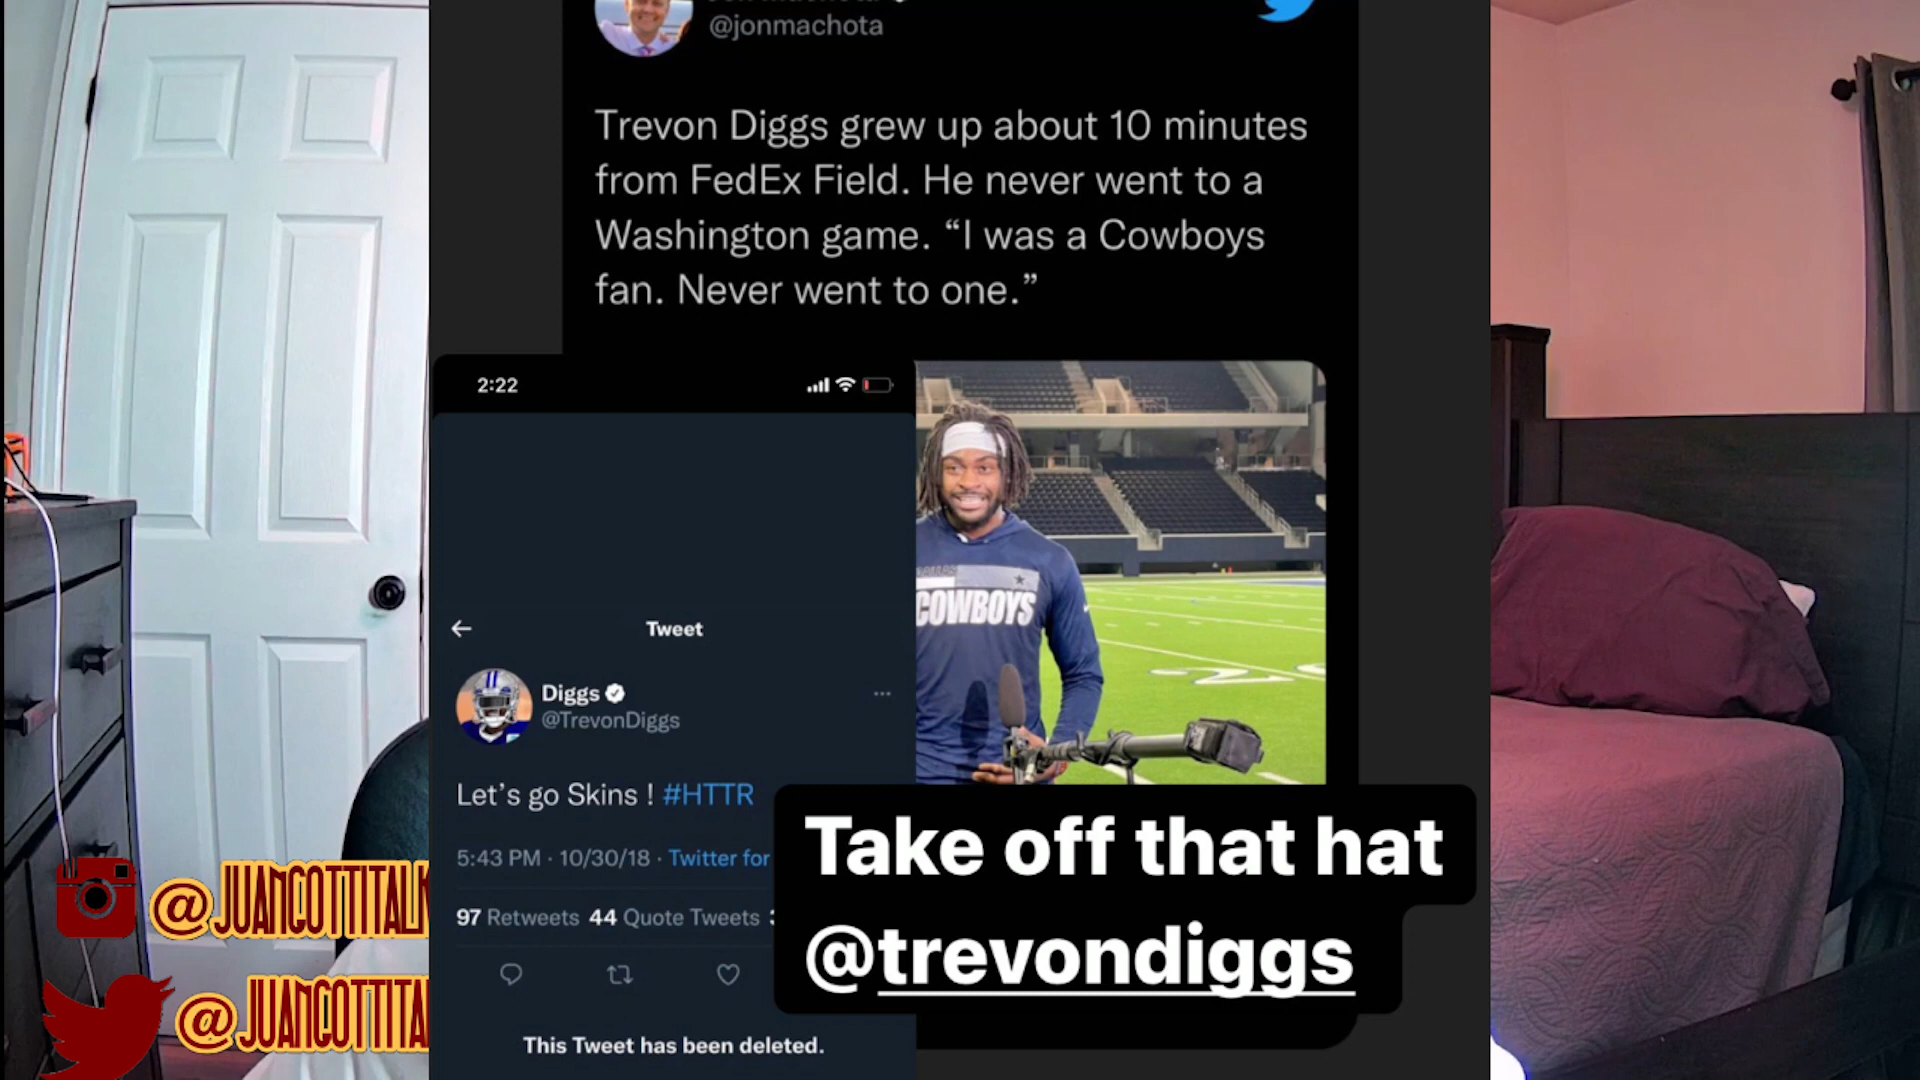 @jonmachota
Trevon Diggs grew up about 10 minutes
from FedEx Field. He never went to a
Washington game. “I was a Cowboys
fan. Never went to one.”
2:22
COWBOYS
Tweet
Diggs
@TrevonDiggs
Let’s go Skins ! #HTTR
5:43 PM · 10/30/18 · Twitter for
97 Retweets 44 Quote Tweets
This Tweet has been deleted.
Take off that hat
@trevondiggs
@JUANGOTTITALK
@JUANGOTTITA